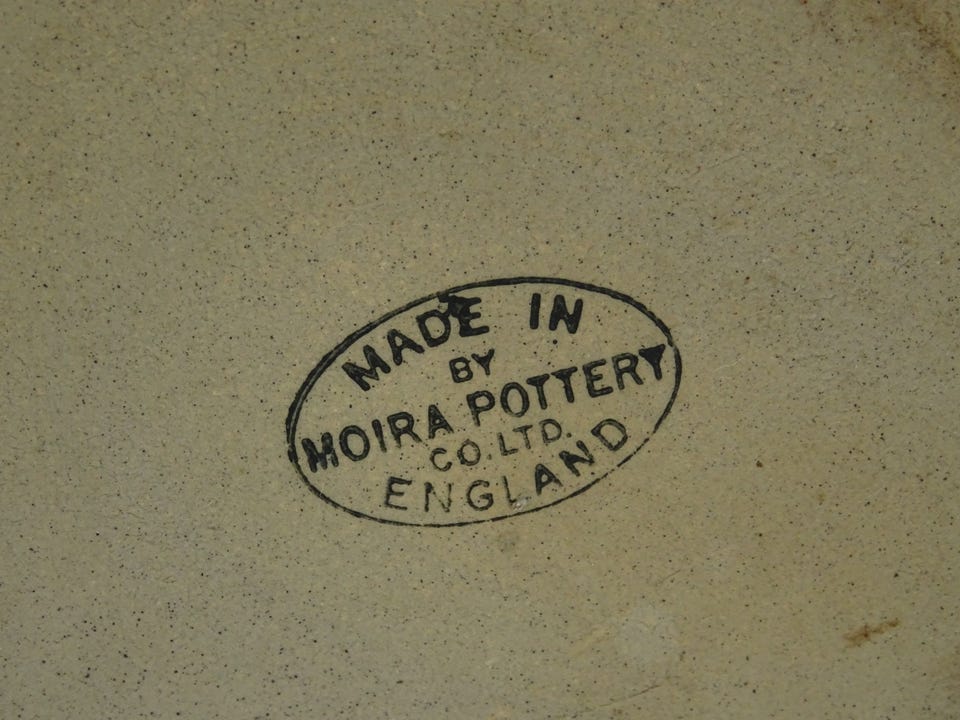 MADE IN
BY
MOIRA POTTERY
CO. LTD.
ENGLAND